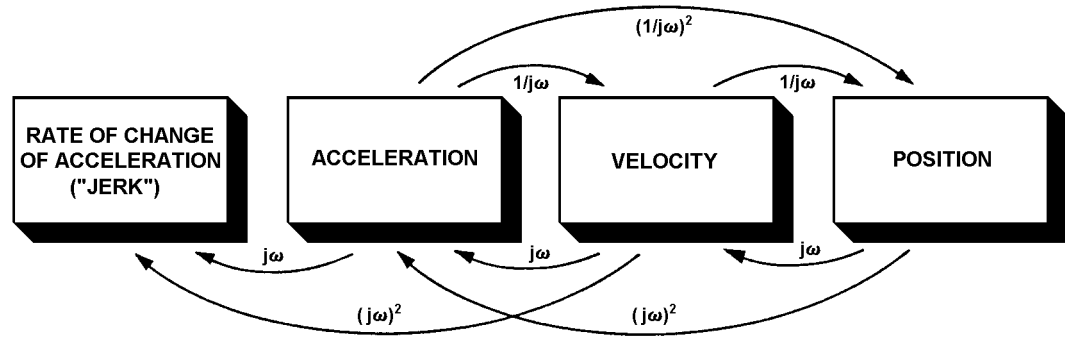 (1/jω)²
1/jω
1/jω
RATE OF CHANGE
OF ACCELERATION
("JERK")
ACCELERATION
VELOCITY
POSITION
jω
jω
jω
(jω)²
(jω)²